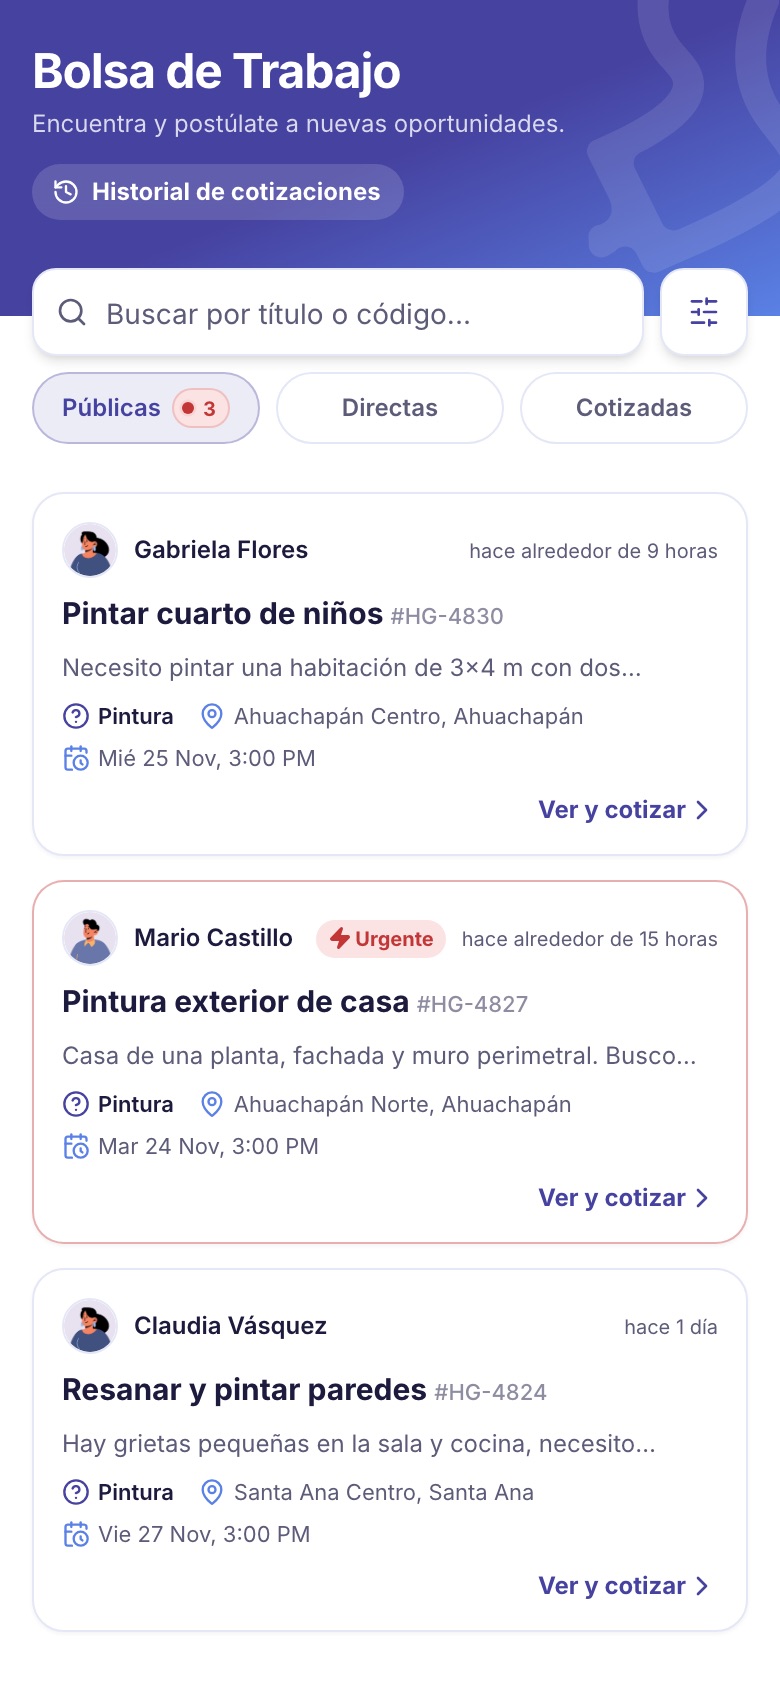 Bolsa de Trabajo
Encuentra y postúlate a nuevas oportunidades.
Historial de cotizaciones
Buscar por título o código...
Públicas 3 Directas Cotizadas
Gabriela Flores hace alrededor de 9 horas
Pintar cuarto de niños #HG-4830
Necesito pintar una habitación de 3×4 m con dos...
Pintura Ahuachapán Centro, Ahuachapán
Mié 25 Nov, 3:00 PM
Ver y cotizar
Mario Castillo Urgente hace alrededor de 15 horas
Pintura exterior de casa #HG-4827
Casa de una planta, fachada y muro perimetral. Busco...
Pintura Ahuachapán Norte, Ahuachapán
Mar 24 Nov, 3:00 PM
Ver y cotizar
Claudia Vásquez hace 1 día
Resanar y pintar paredes #HG-4824
Hay grietas pequeñas en la sala y cocina, necesito...
Pintura Santa Ana Centro, Santa Ana
Vie 27 Nov, 3:00 PM
Ver y cotizar